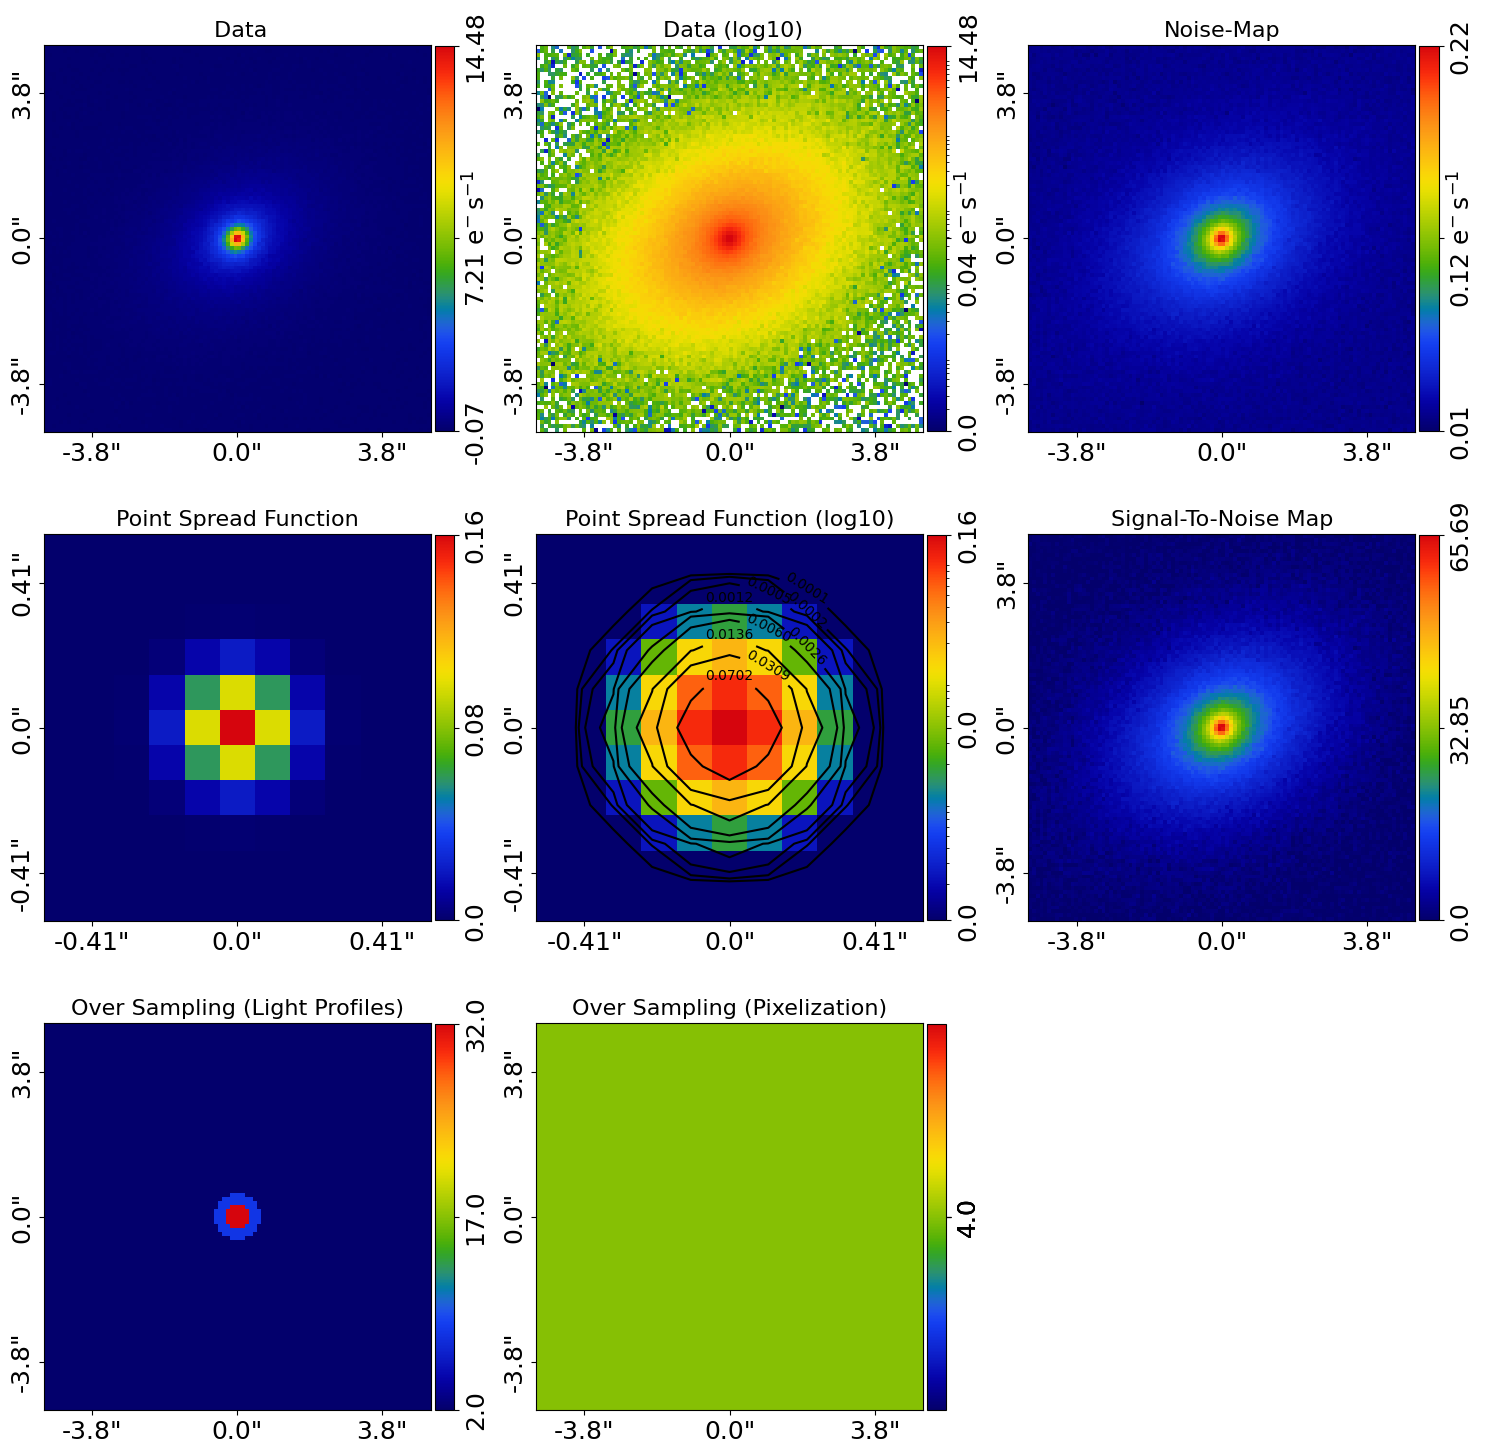 Data
3.8"
0.0"
-3.8"
-3.8" 0.0" 3.8"
14.48
7.21 e⁻ s⁻¹
-0.07
Data (log10)
3.8"
0.0"
-3.8"
-3.8" 0.0" 3.8"
14.48
0.04 e⁻ s⁻¹
0.0
Noise-Map
3.8"
0.0"
-3.8"
-3.8" 0.0" 3.8"
0.22
0.12 e⁻ s⁻¹
0.01
Point Spread Function
0.41"
0.0"
-0.41"
-0.41" 0.0" 0.41"
0.16
0.08
0.0
Point Spread Function (log10)
0.41"
0.0"
-0.41"
-0.41" 0.0" 0.41"
0.0001
0.0012
0.0060
0.0026
0.0136
0.0309
0.0702
0.16
0.0
0.0
Signal-To-Noise Map
3.8"
0.0"
-3.8"
-3.8" 0.0" 3.8"
65.69
32.85
0.0
Over Sampling (Light Profiles)
3.8"
0.0"
-3.8"
-3.8" 0.0" 3.8"
32.0
17.0
2.0
Over Sampling (Pixelization)
3.8"
0.0"
-3.8"
-3.8" 0.0" 3.8"
4.0